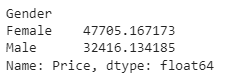 Gender
Female    47705.167173
Male      32416.134185
Name: Price, dtype: float64